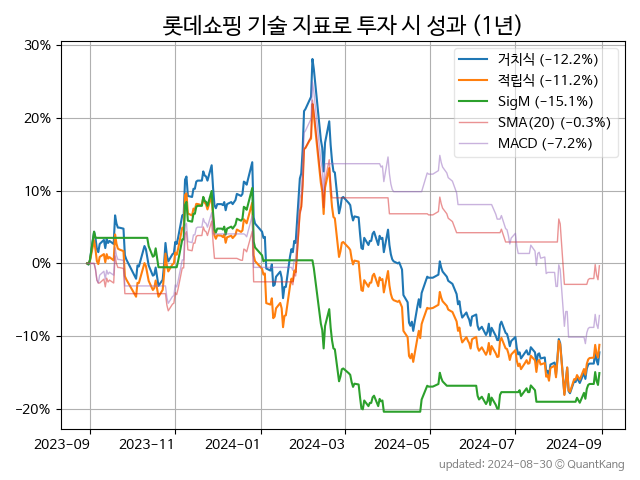 롯데쇼핑 기술 지표로 투자 시 성과 (1년)
거치식 (−12.2%)
적립식 (−11.2%)
SigM (−15.1%)
SMA(20) (−0.3%)
MACD (−7.2%)
30%
20%
10%
0%
−10%
−20%
2023-09 2023-11 2024-01 2024-03 2024-05 2024-07 2024-09
updated: 2024-08-30 © QuantKang